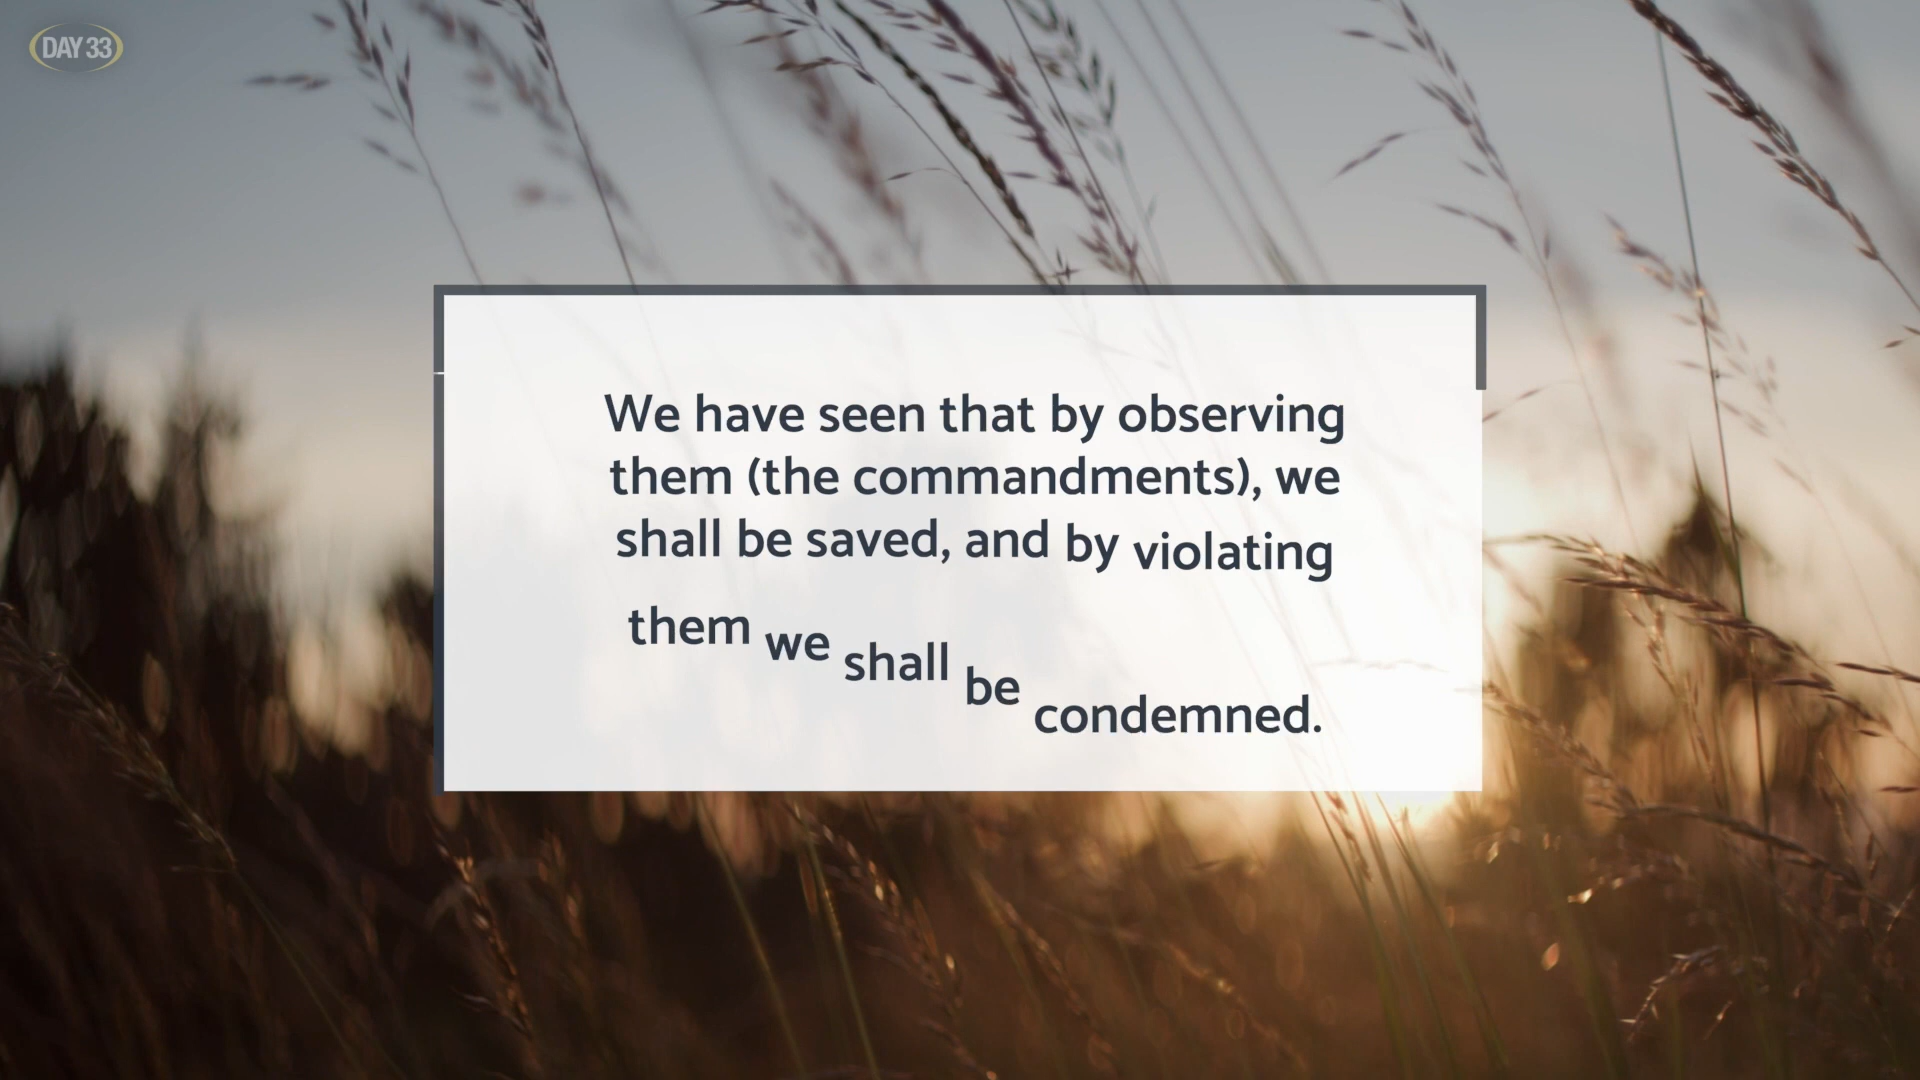 DAY 33
We have seen that by observing
them (the commandments), we
shall be saved, and by violating
them we shall be condemned.